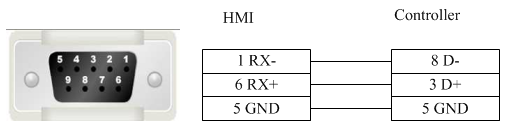 HMI
Controller
5 4 3 2 1
9 8 7 6
1 RX- 8 D-
6 RX+ 3 D+
5 GND 5 GND